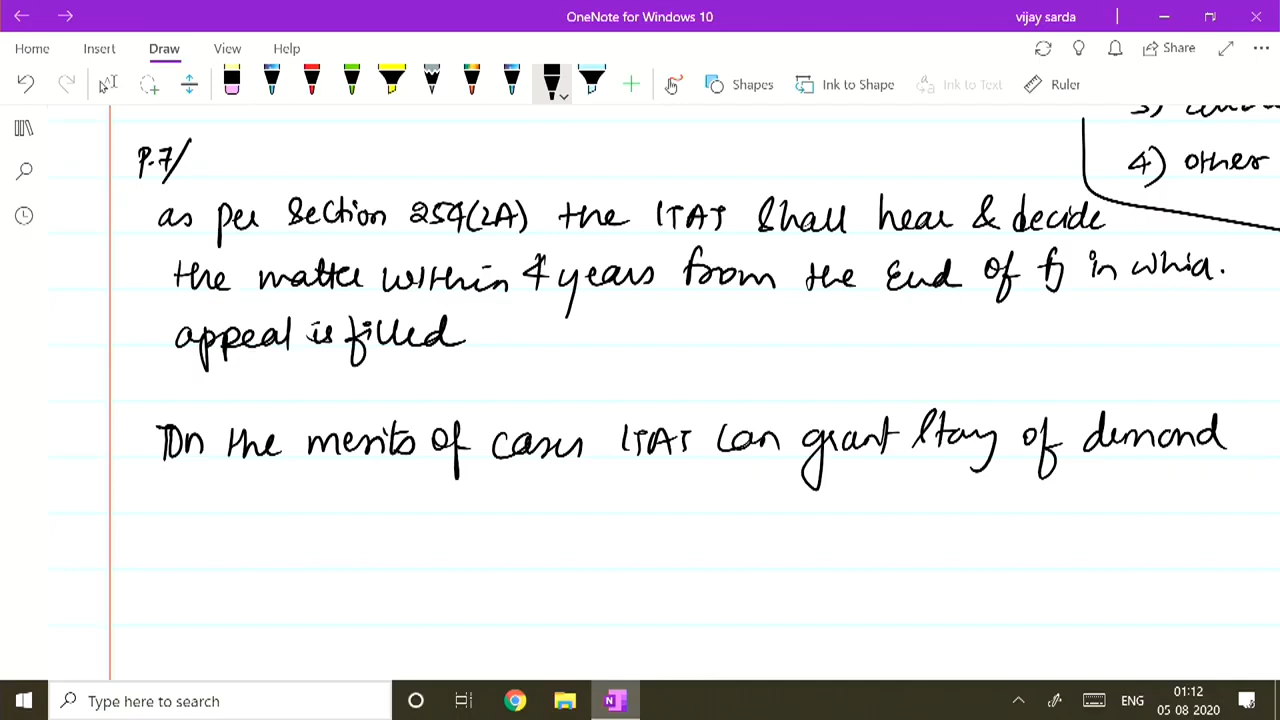 OneNote for Windows 10
vijay sarda
Home Insert Draw View Help
Share
Shapes Ink to Shape Ink to Text Ruler
4) other
P.7/
as per Section 254(2A) the ITAT Shall hear & decide
the matter within 4 years from the End of fy in which
appeal is filled
On the merits of cases ITAT can grant stay of demand
Type here to search
ENG
01:12
05-08-2020